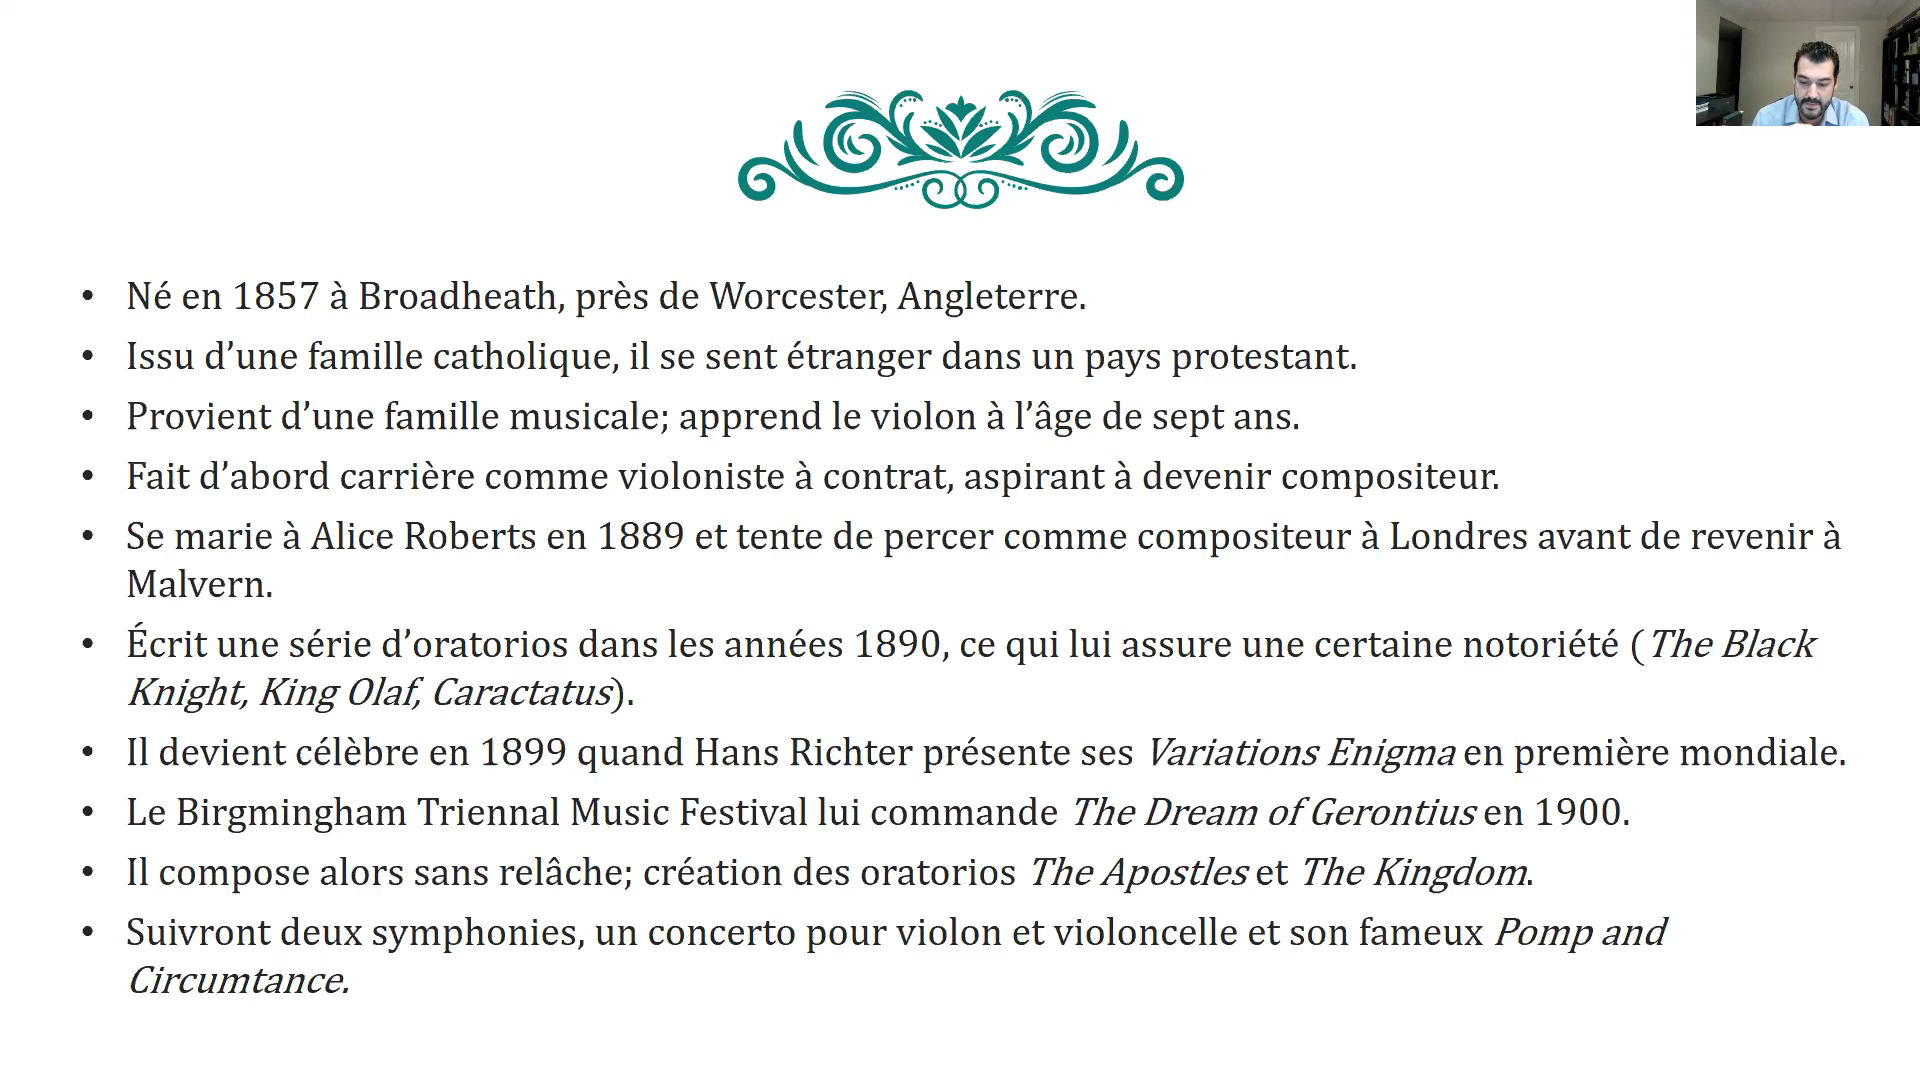 • Né en 1857 à Broadheath, près de Worcester, Angleterre.
• Issu d’une famille catholique, il se sent étranger dans un pays protestant.
• Provient d’une famille musicale; apprend le violon à l’âge de sept ans.
• Fait d’abord carrière comme violoniste à contrat, aspirant à devenir compositeur.
• Se marie à Alice Roberts en 1889 et tente de percer comme compositeur à Londres avant de revenir à
Malvern.
• Écrit une série d’oratorios dans les années 1890, ce qui lui assure une certaine notoriété (The Black
Knight, King Olaf, Caractatus).
• Il devient célèbre en 1899 quand Hans Richter présente ses Variations Enigma en première mondiale.
• Le Birgmingham Triennal Music Festival lui commande The Dream of Gerontius en 1900.
• Il compose alors sans relâche; création des oratorios The Apostles et The Kingdom.
• Suivront deux symphonies, un concerto pour violon et violoncelle et son fameux Pomp and
Circumtance.